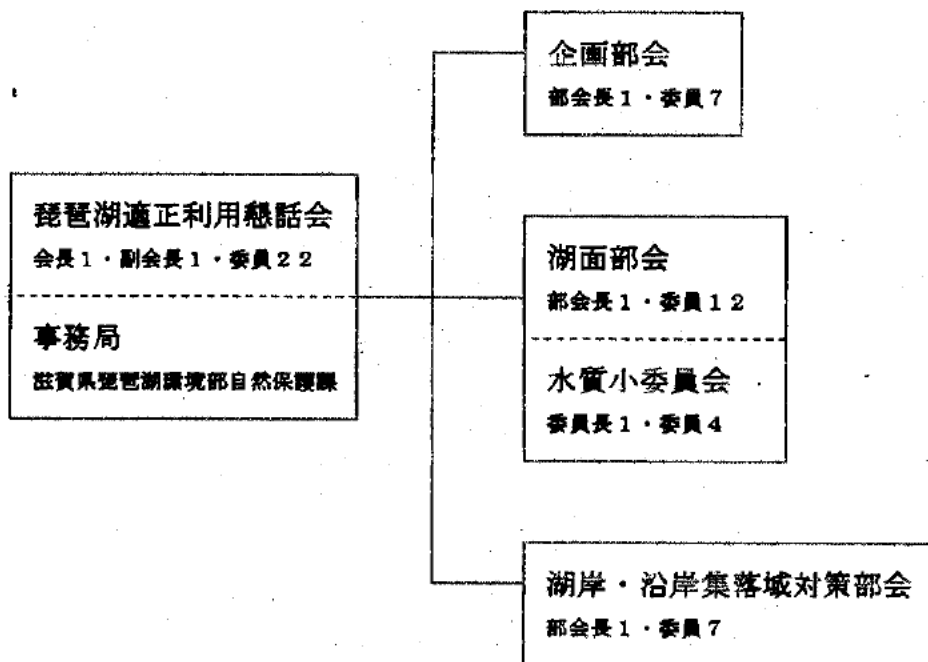 企画部会
部会長1・委員7
琵琶湖適正利用懇話会
会長1・副会長1・委員22
事務局
滋賀県琵琶湖環境部自然保護課
湖面部会
部会長1・委員12
水質小委員会
委員長1・委員4
湖岸・沿岸集落域対策部会
部会長1・委員7